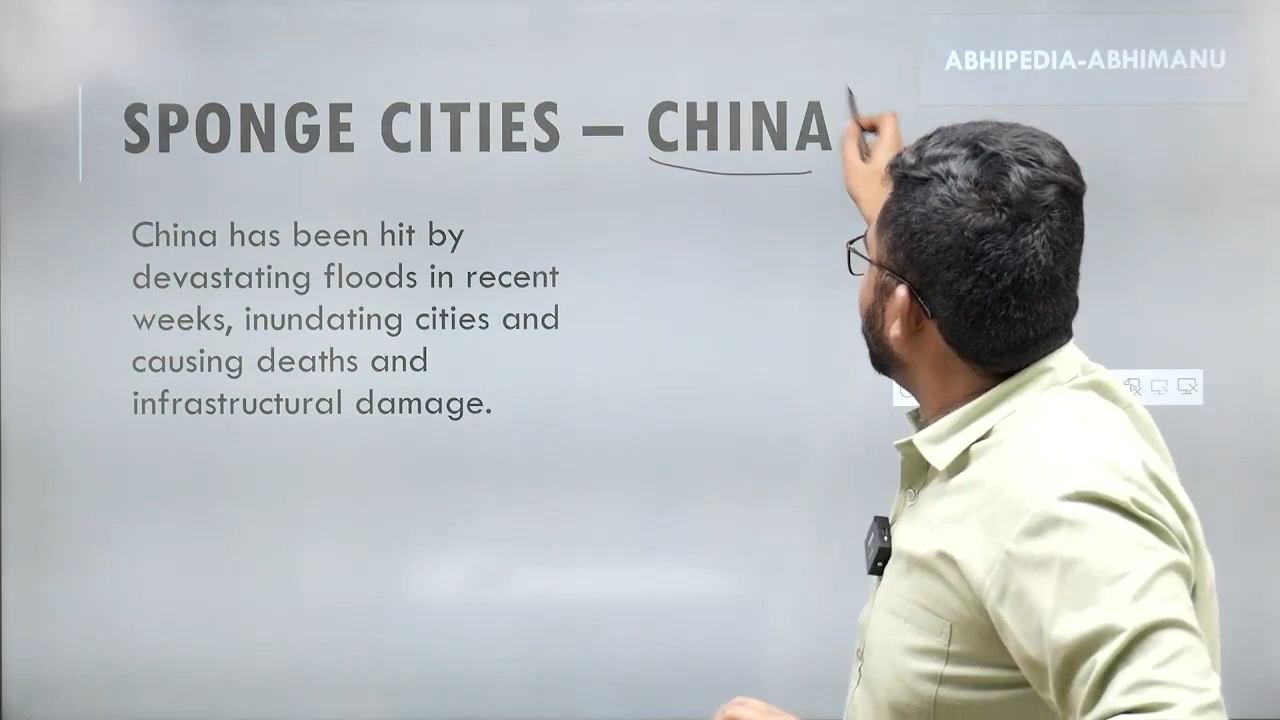 ABHIPEDIA-ABHIMANU
SPONGE CITIES – CHINA
China has been hit by
devastating floods in recent
weeks, inundating cities and
causing deaths and
infrastructural damage.